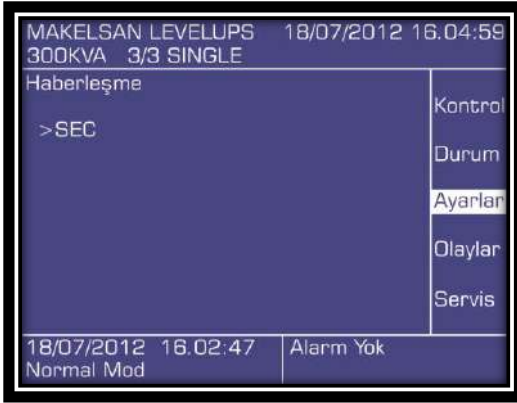 MAKELSAN LEVELUPS 18/07/2012 16.04:59
300KVA 3/3 SINGLE
Haberleşme
>SEC
Kontrol
Durum
Ayarlar
Olaylar
Servis
18/07/2012 16.02:47 Alarm Yok
Normal Mod